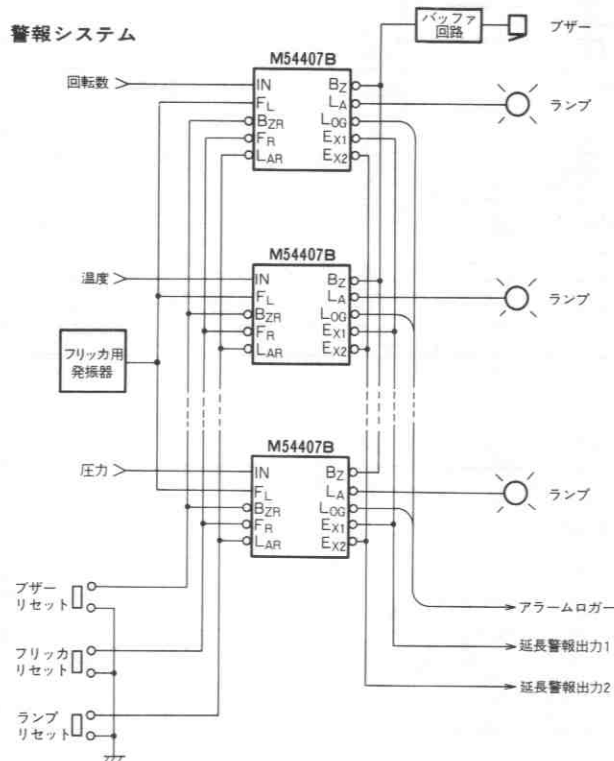 バッファ
回路
ブザー
警報システム
M54407B
回転数
IN
FL
BZR
FR
LAR
BZ
LA
LOG
EX1
EX2
ランプ
M54407B
温度
IN
FL
BZR
FR
LAR
BZ
LA
LOG
EX1
EX2
ランプ
フリッカ用
発振器
M54407B
圧力
IN
FL
BZR
FR
LAR
BZ
LA
LOG
EX1
EX2
ランプ
ブザー
リセット
フリッカ
リセット
ランプ
リセット
アラームロガー
延長警報出力1
延長警報出力2